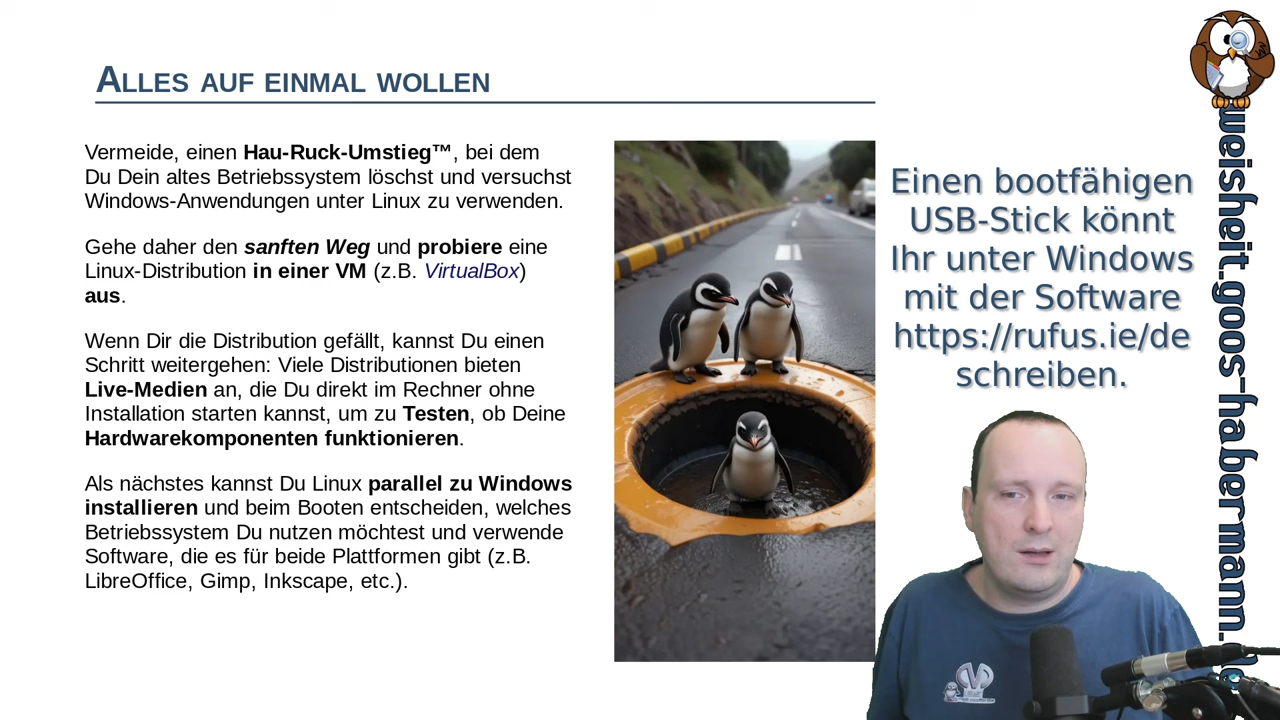 Alles auf einmal wollen
Vermeide, einen Hau-Ruck-Umstieg™, bei dem
Du Dein altes Betriebssystem löschst und versuchst
Windows-Anwendungen unter Linux zu verwenden.
Gehe daher den sanften Weg und probiere eine
Linux-Distribution in einer VM (z.B. VirtualBox)
aus.
Wenn Dir die Distribution gefällt, kannst Du einen
Schritt weitergehen: Viele Distributionen bieten
Live-Medien an, die Du direkt im Rechner ohne
Installation starten kannst, um zu Testen, ob Deine
Hardwarekomponenten funktionieren.
Als nächstes kannst Du Linux parallel zu Windows
installieren und beim Booten entscheiden, welches
Betriebssystem Du nutzen möchtest und verwende
Software, die es für beide Plattformen gibt (z.B.
LibreOffice, Gimp, Inkscape, etc.).
Einen bootfähigen
USB-Stick könnt
Ihr unter Windows
mit der Software
https://rufus.ie/de
schreiben.
weisheit.goos-habermann.de